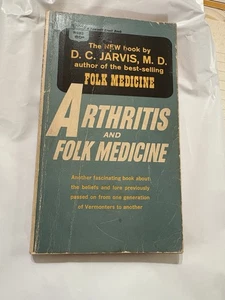 The NEW book by
D. C. JARVIS, M. D.
author of the best-selling
FOLK MEDICINE
ARTHRITIS
AND
FOLK MEDICINE
Another fascinating book about
the beliefs and lore previously
passed on from one generation
of Vermonters to another